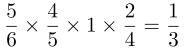 5/6 × 4/5 × 1 × 2/4 = 1/3